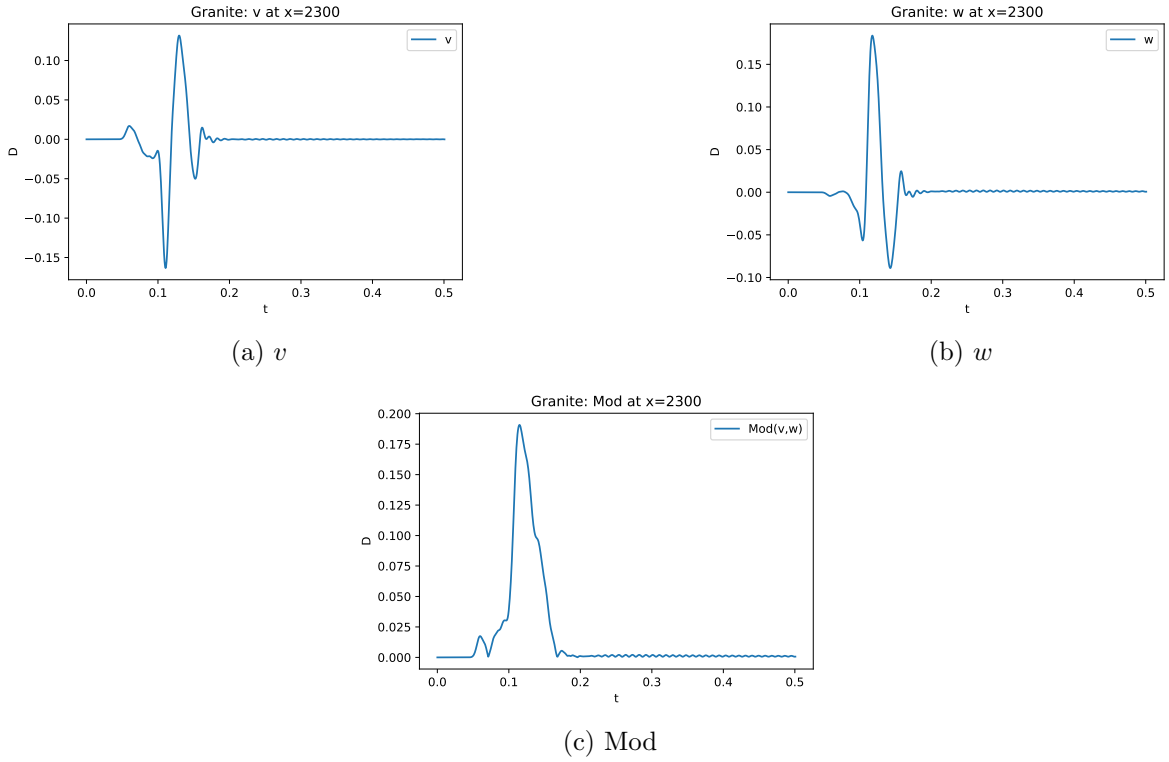 Granite: v at x=2300
v
0.10
0.05
0.00
−0.05
−0.10
−0.15
D
0.0 0.1 0.2 0.3 0.4 0.5
t
(a) v
Granite: w at x=2300
w
0.15
0.10
0.05
0.00
−0.05
−0.10
D
0.0 0.1 0.2 0.3 0.4 0.5
t
(b) w
Granite: Mod at x=2300
Mod(v,w)
0.200
0.175
0.150
0.125
0.100
0.075
0.050
0.025
0.000
D
0.0 0.1 0.2 0.3 0.4 0.5
t
(c) Mod